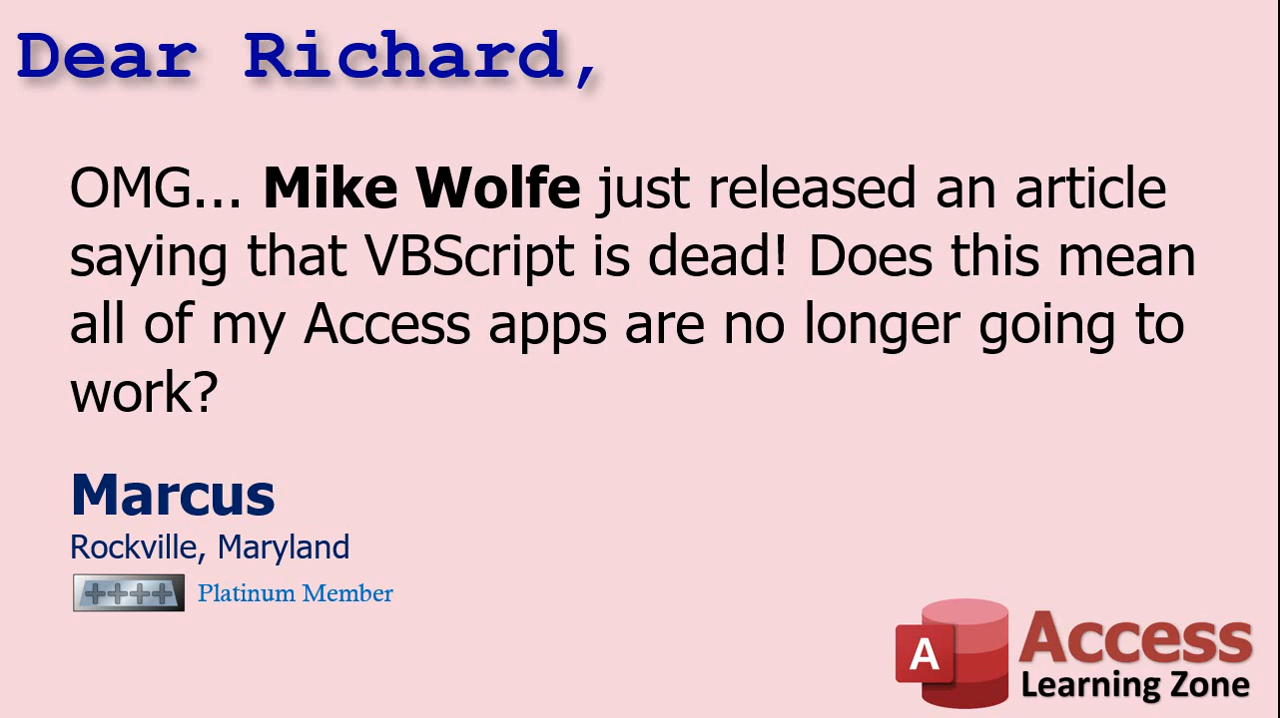 Dear Richard,
OMG... Mike Wolfe just released an article
saying that VBScript is dead! Does this mean
all of my Access apps are no longer going to
work?
Marcus
Rockville, Maryland
++++ Platinum Member
A Access
Learning Zone